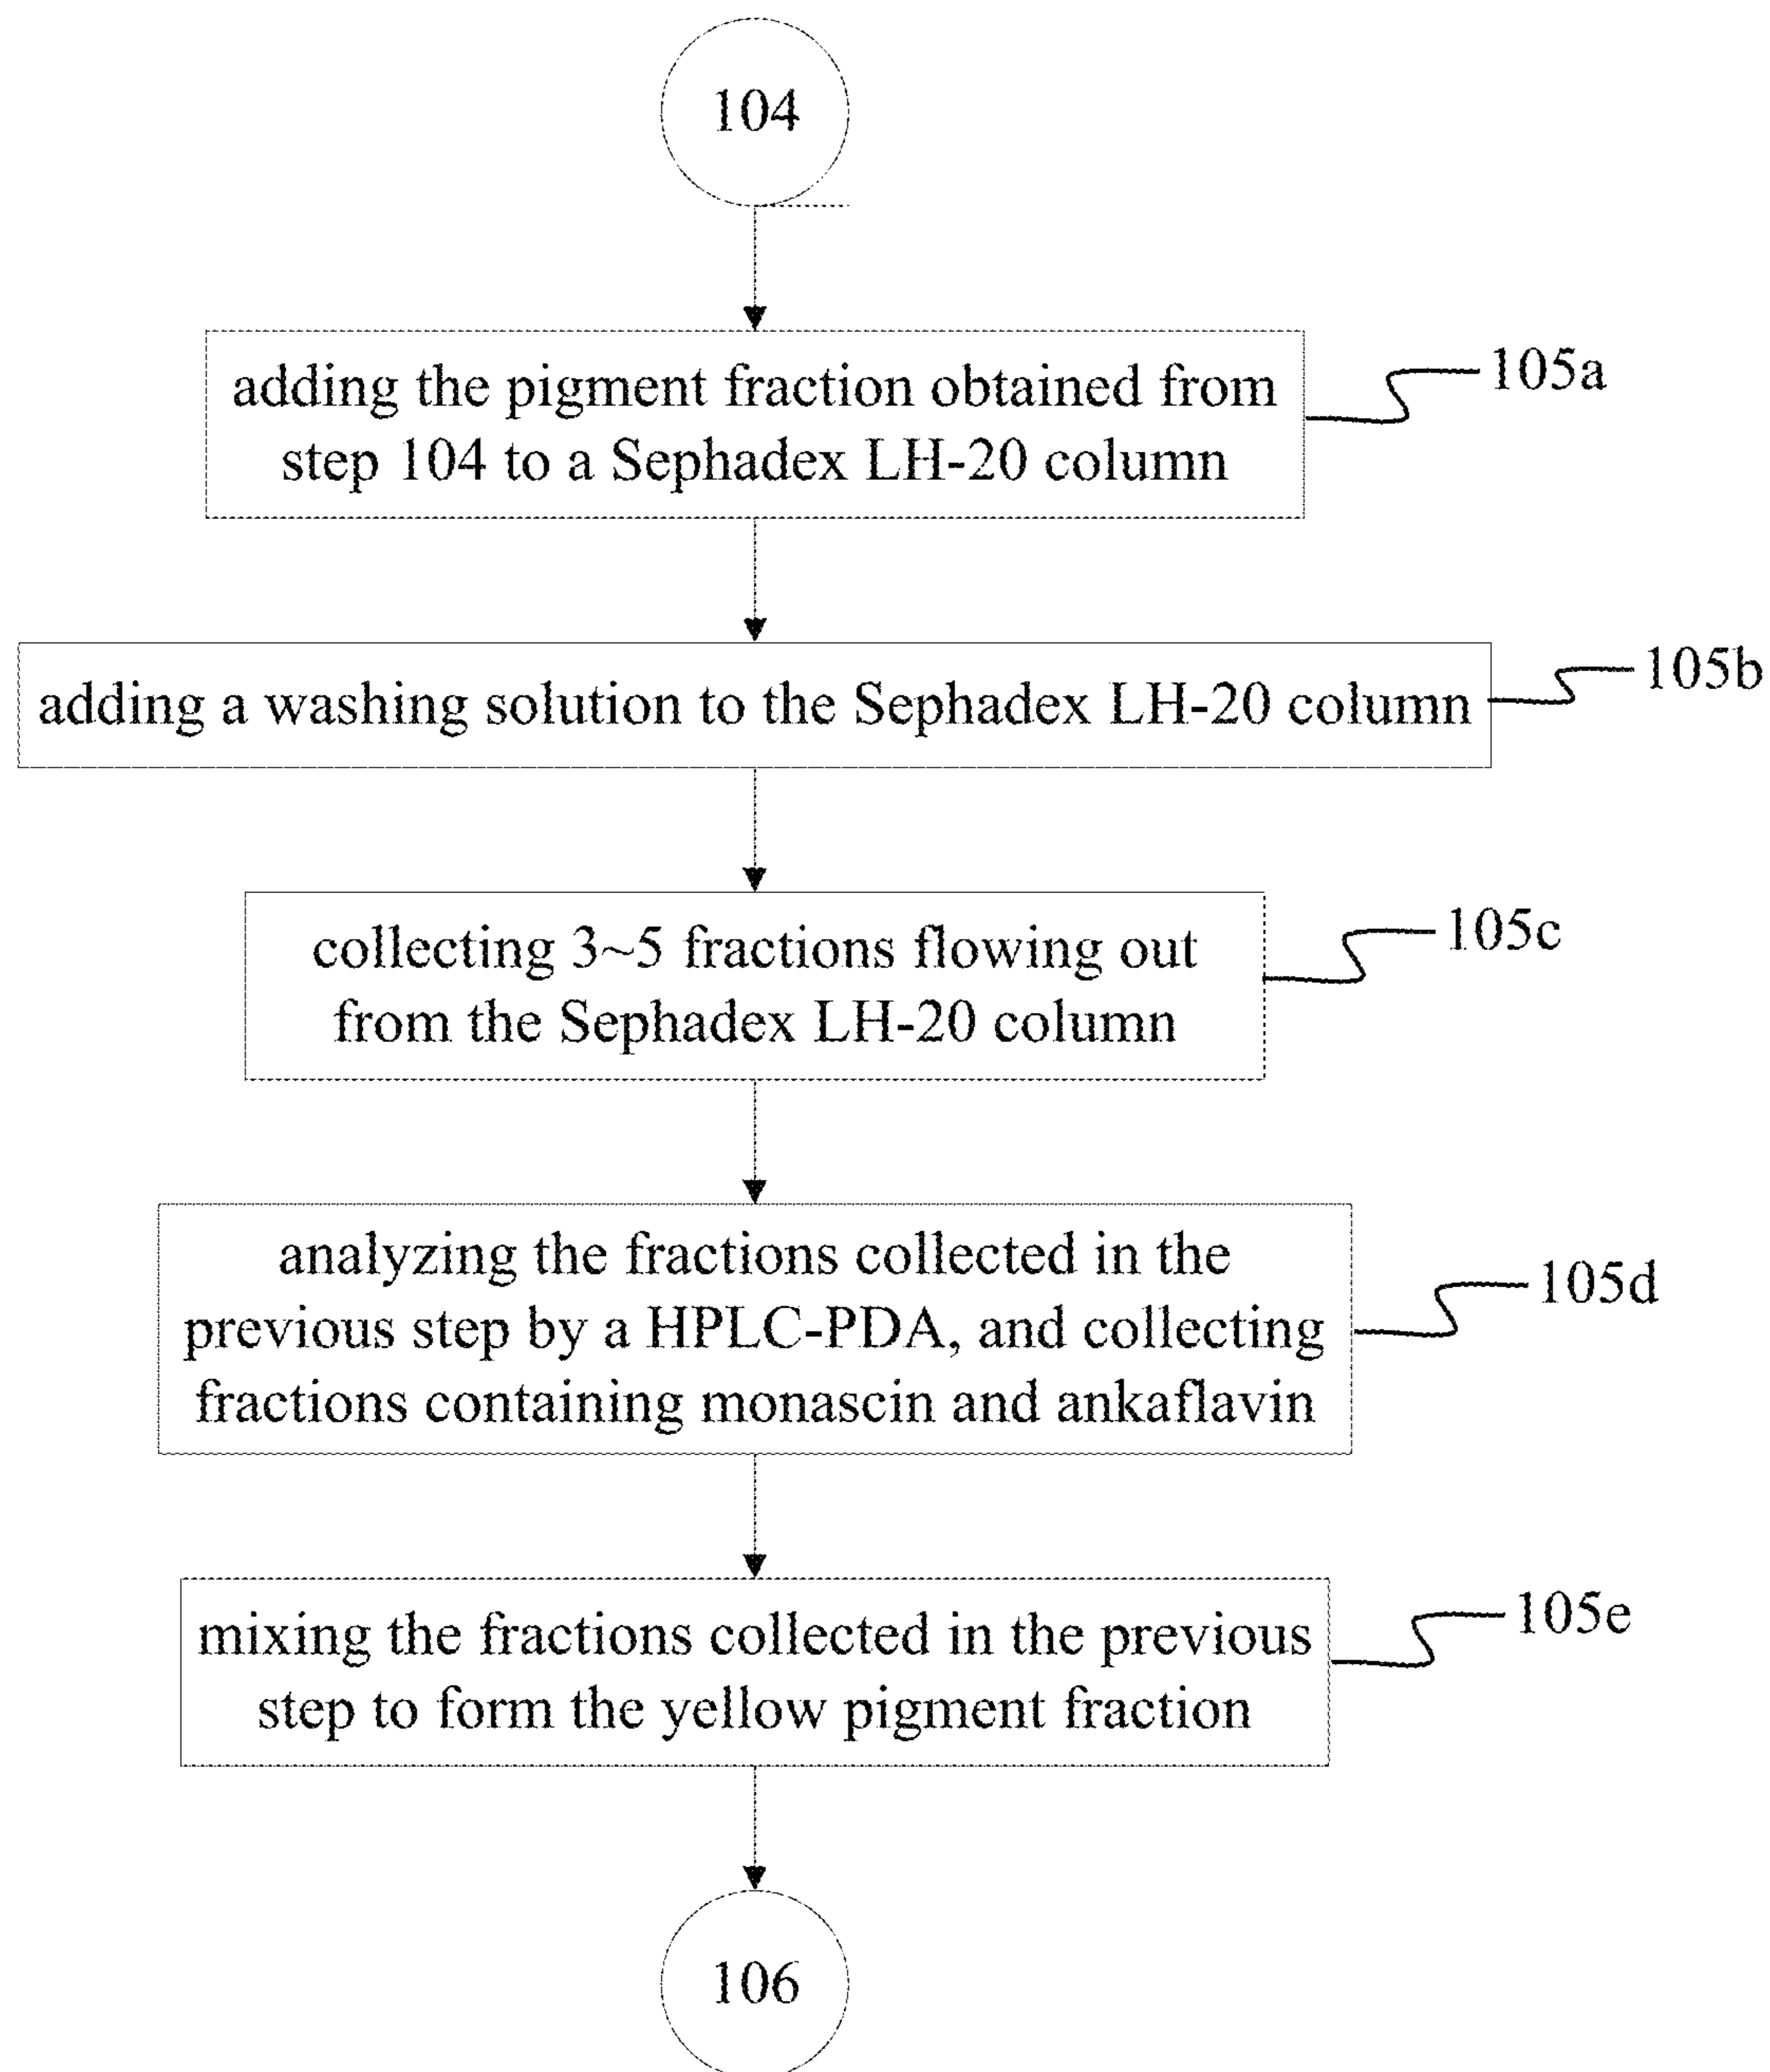 104
adding the pigment fraction obtained from
step 104 to a Sephadex LH-20 column
105a
adding a washing solution to the Sephadex LH-20 column
105b
collecting 3~5 fractions flowing out
from the Sephadex LH-20 column
105c
analyzing the fractions collected in the
previous step by a HPLC-PDA, and collecting
fractions containing monascin and ankaflavin
105d
mixing the fractions collected in the previous
step to form the yellow pigment fraction
105e
106